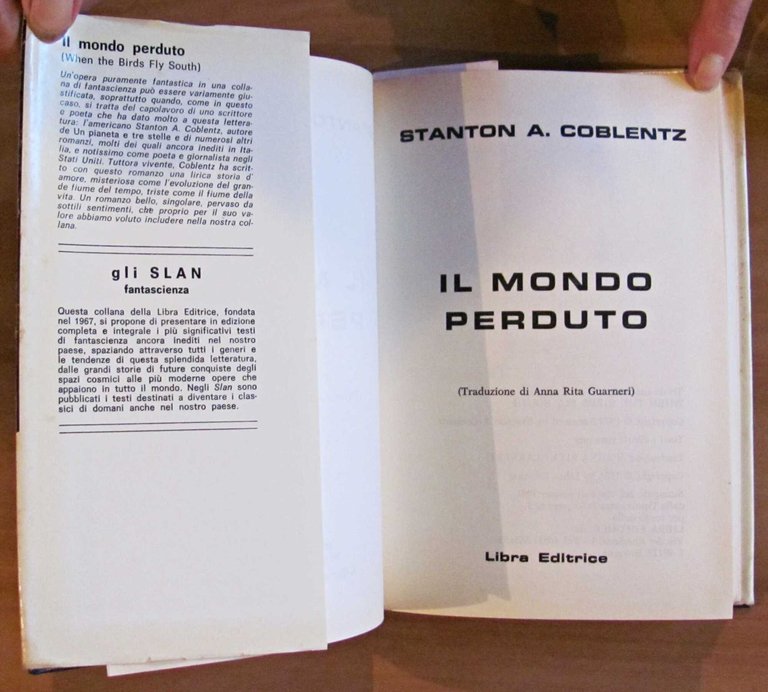 Il mondo perduto
(When the Birds Fly South)
Un'opera puramente fantastica in una colla-
na di fantascienza può essere variamente giu-
stificata, soprattutto quando, come in questo
caso, si tratta del capolavoro di uno scrittore
e poeta che ha dato molto a questa lettera-
tura: l'americano Stanton A. Coblentz, autore
de Un pianeta e tre stelle e di numerosi altri
romanzi, molti dei quali ancora inediti in Ita-
lia, e notissimo come poeta e giornalista negli
Stati Uniti. Tuttora vivente, Coblentz ha scrit-
to con questo romanzo una lirica storia d'
amore, misteriosa come l'evoluzione del gran-
de fiume del tempo, triste come il fiume della
vita. Un romanzo bello, singolare, pervaso da
sottili sentimenti, che proprio per il suo va-
lore abbiamo voluto includere nella nostra col-
lana.
gli SLAN
fantascienza
Questa collana della Libra Editrice, fondata
nel 1967, si propone di presentare in edizione
completa e integrale i più significativi testi
di fantascienza ancora inediti nel nostro
paese, spaziando attraverso tutti i generi e
le tendenze di questa splendida letteratura,
dalle grandi storie di future conquiste degli
spazi cosmici alle più moderne opere che
appaiono in tutto il mondo. Negli Slan sono
pubblicati i testi destinati a diventare i clas-
sici di domani anche nel nostro paese.
STANTON A. COBLENTZ
IL MONDO
PERDUTO
(Traduzione di Anna Rita Guarneri)
Libra Editrice